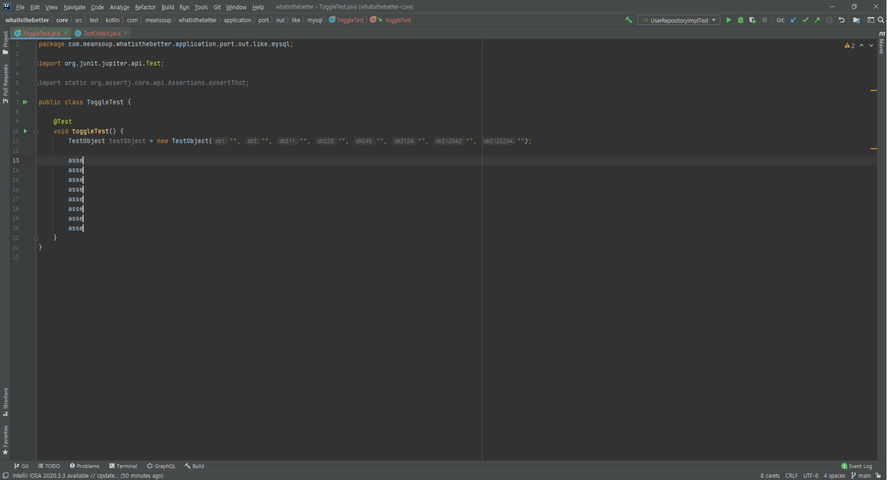 File Edit View Navigate Code Analyze Refactor Build Run Tools Git Window Help whatisthebetter - ToggleTest.java [whatisthebetter-core]
whatisthebetter core src test kotlin com meansoup whatisthebetter application port out like mysql ToggleTest toggleTest UserRepositoryImplTest Git:
ToggleTest.java TestObject.java
Project
Pull Requests
Structure
Favorites
Maven
2
1 package com.meansoup.whatisthebetter.application.port.out.like.mysql;
2
3 import org.junit.jupiter.api.Test;
4
5 import static org.assertj.core.api.Assertions.assertThat;
6
7 public class ToggleTest {
8
9 @Test
10 void toggleTest() {
11 TestObject testObject = new TestObject( str1: "", str2: "", str211: "", str223: "", str245: "", str2124: "", str212342: "", str2123234: "");
12
13 asse
14 asse
15 asse
16 asse
17 asse
18 asse
19 asse
20 asse
21 }
22 }
23
Git TODO Problems Terminal GraphQL Build Event Log
IntelliJ IDEA 2020.3.3 available // Update... (50 minutes ago) 8 carets CRLF UTF-8 4 spaces main